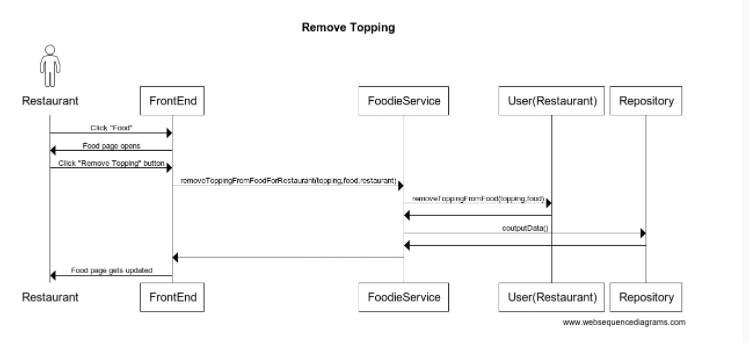 Remove Topping
Restaurant FrontEnd FoodieService User(Restaurant) Repository
Click "Food"
Food page opens
Click "Remove Topping" button
removeToppingFromFoodForRestaurant(topping,food,restaurant)
removeToppingFromFood(topping,food)
coutputData()
Food page gets updated
Restaurant FrontEnd FoodieService User(Restaurant) Repository
www.websequencediagrams.com